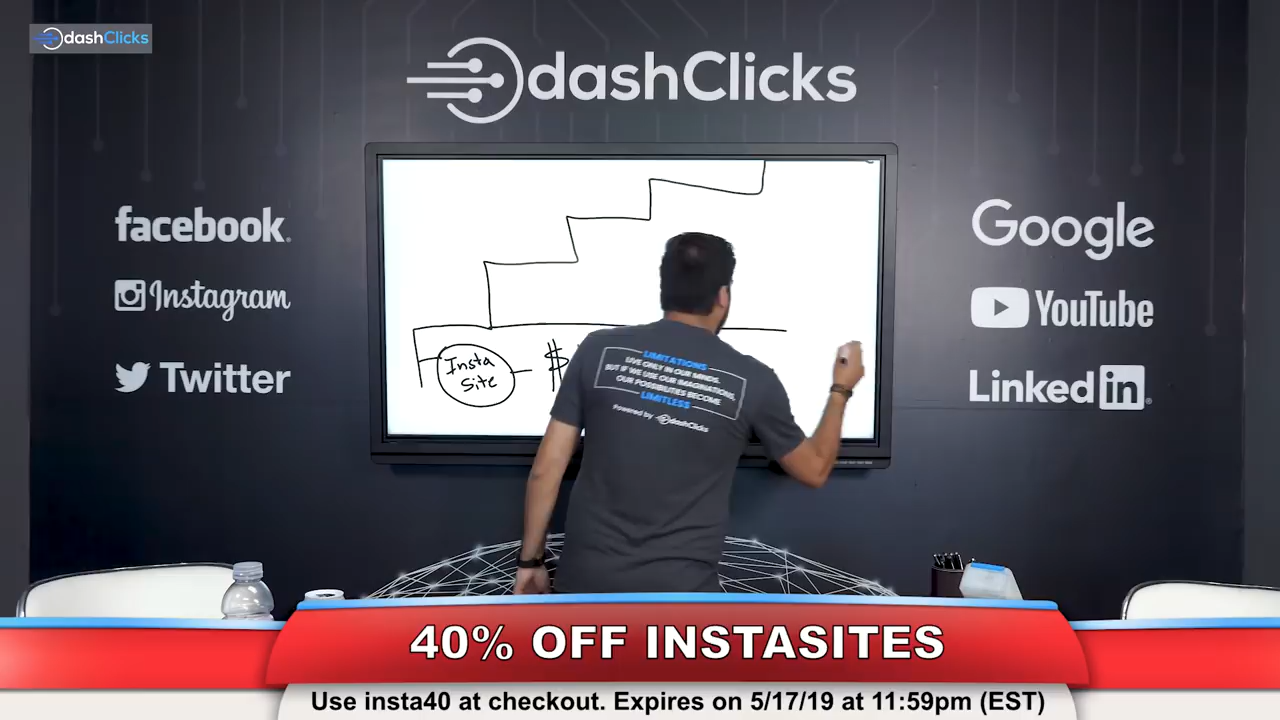 dashClicks
dashClicks
facebook.
Instagram
Twitter
Google
YouTube
Linked in.
Insta
Site
$
LIMITATIONS
LIVE ONLY IN OUR MINDS.
BUT IF WE USE OUR IMAGINATIONS,
OUR POSSIBILITIES BECOME
LIMITLESS
Powered by dashClicks
40% OFF INSTASITES
Use insta40 at checkout. Expires on 5/17/19 at 11:59pm (EST)